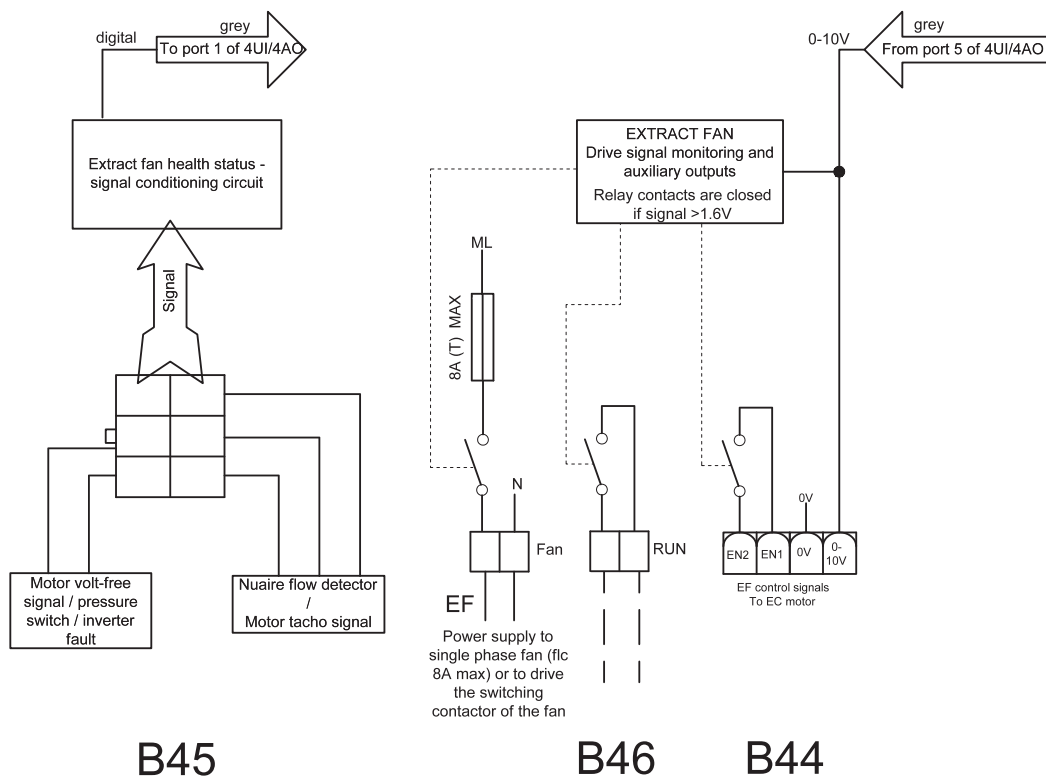 grey
digital
To port 1 of 4UI/4AO
Extract fan health status -
signal conditioning circuit
Signal
Motor volt-free
signal / pressure
switch / inverter
fault
Nuaire flow detector
/
Motor tacho signal
B45
grey
0-10V
From port 5 of 4UI/4AO
EXTRACT FAN
Drive signal monitoring and
auxiliary outputs
Relay contacts are closed
if signal >1.6V
ML
8A (T) MAX
N
Fan
EF
Power supply to
single phase fan (flc
8A max) or to drive
the switching
contactor of the fan
RUN
B46
0V
EN2
EN1
0V
0-
10V
EF control signals
To EC motor
B44